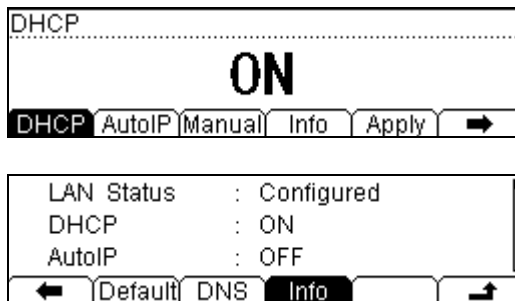 DHCP
ON
DHCP AutoIP Manual Info Apply ➡
LAN Status : Configured
DHCP : ON
AutoIP : OFF
⬅ Default DNS Info